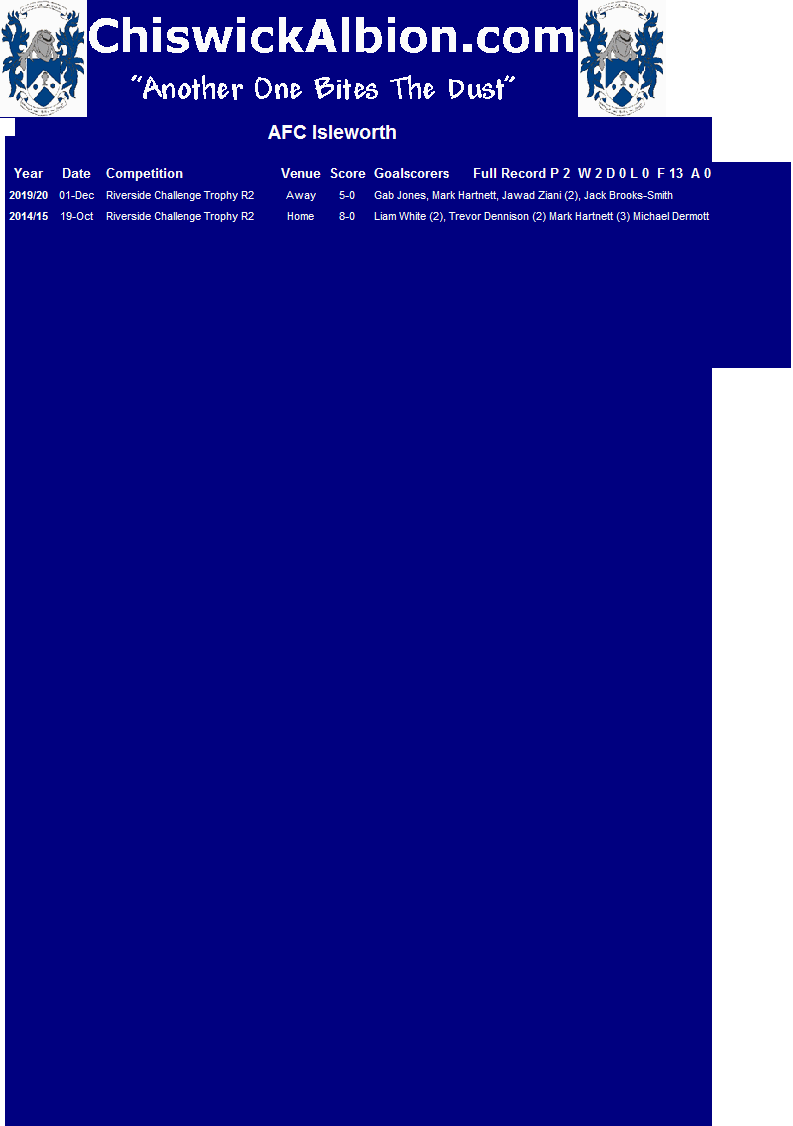 ChiswickAlbion.com
“Another One Bites The Dust”
AFC Isleworth
Year Date Competition Venue Score Goalscorers Full Record P 2 W 2 D 0 L 0 F 13 A 0
2019/20 01-Dec Riverside Challenge Trophy R2 Away 5-0 Gab Jones, Mark Hartnett, Jawad Ziani (2), Jack Brooks-Smith
2014/15 19-Oct Riverside Challenge Trophy R2 Home 8-0 Liam White (2), Trevor Dennison (2) Mark Hartnett (3) Michael Dermott